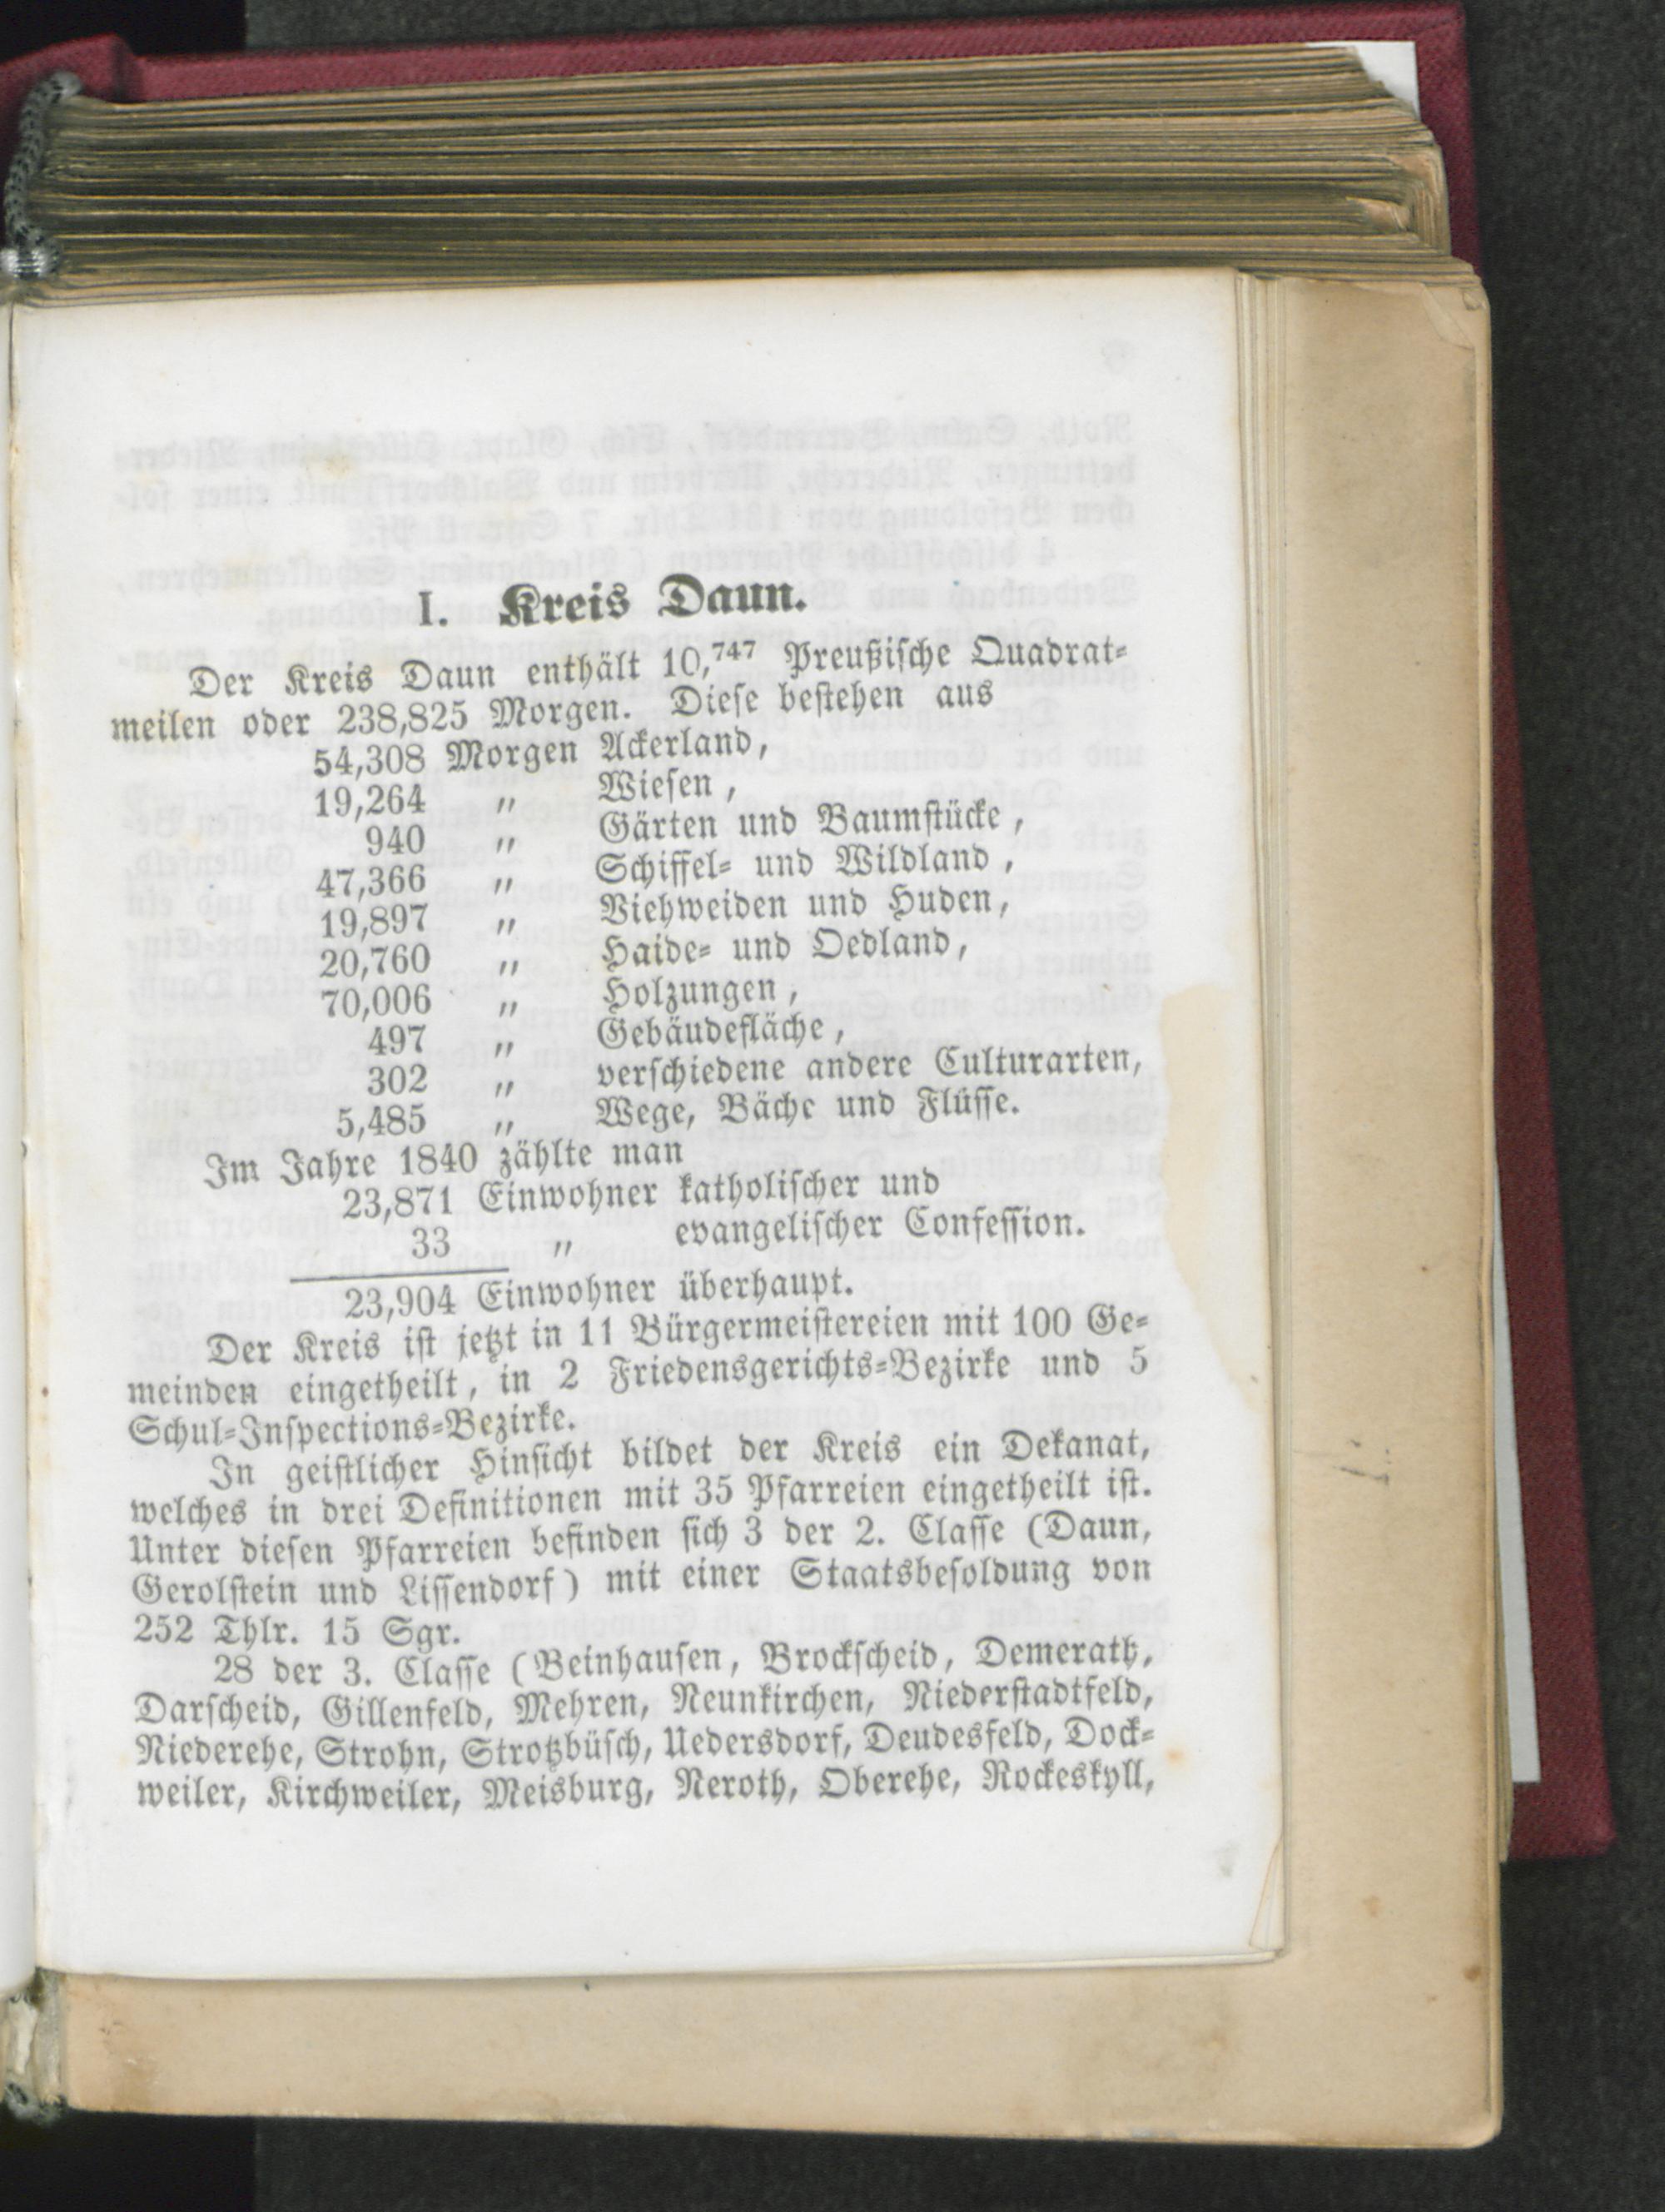 I. Kreis Daun.
Der Kreis Daun enthält 10,747 Preußische Quadrat-
meilen oder 238,825 Morgen. Diese bestehen aus
54,308 Morgen Ackerland,
19,264 " Wiesen,
940 " Gärten und Baumstücke,
47,366 " Schiffel- und Wildland,
19,897 " Viehweiden und Huden,
20,760 " Haide- und Oedland,
70,006 " Holzungen,
497 " Gebäudefläche,
302 " verschiedene andere Culturarten,
5,485 " Wege, Bäche und Flüsse.
Im Jahre 1840 zählte man
23,871 Einwohner katholischer und
33 " evangelischer Confession.
23,904 Einwohner überhaupt.
Der Kreis ist jetzt in 11 Bürgermeistereien mit 100 Ge-
meinden eingetheilt, in 2 Friedensgerichts-Bezirke und 5
Schul-Inspections-Bezirke.
In geistlicher Hinsicht bildet der Kreis ein Dekanat,
welches in drei Definitionen mit 35 Pfarreien eingetheilt ist.
Unter diesen Pfarreien befinden sich 3 der 2. Classe (Daun,
Gerolstein und Lissendorf) mit einer Staatsbesoldung von
252 Thlr. 15 Sgr.
28 der 3. Classe (Beinhausen, Brockscheid, Demerath,
Darscheid, Gillenfeld, Mehren, Neunkirchen, Niederstadtfeld,
Niederehe, Strohn, Strotzbüsch, Uedersdorf, Deudesfeld, Dock-
weiler, Kirchweiler, Meisburg, Neroth, Oberehe, Rockeskyll,